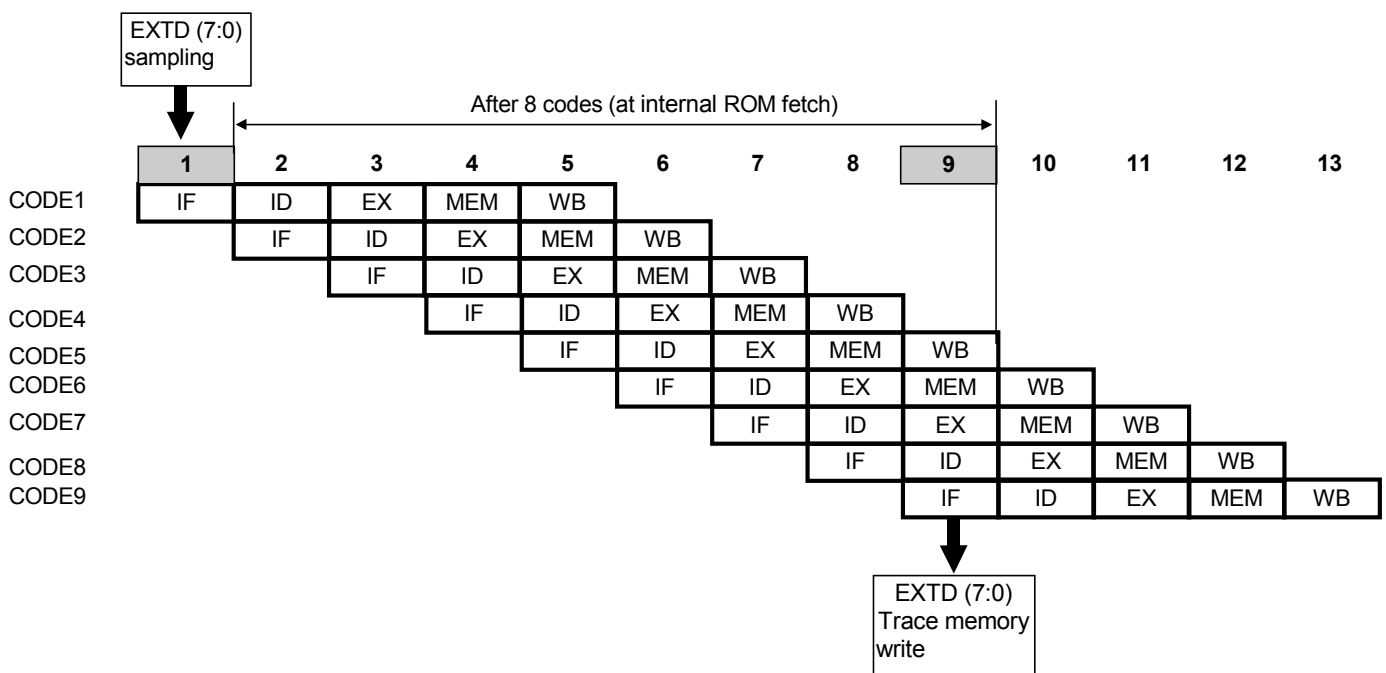 EXTD (7:0)
sampling
After 8 codes (at internal ROM fetch)
1 2 3 4 5 6 7 8 9 10 11 12 13
CODE1 IF ID EX MEM WB
CODE2 IF ID EX MEM WB
CODE3 IF ID EX MEM WB
CODE4 IF ID EX MEM WB
CODE5 IF ID EX MEM WB
CODE6 IF ID EX MEM WB
CODE7 IF ID EX MEM WB
CODE8 IF ID EX MEM WB
CODE9 IF ID EX MEM WB
EXTD (7:0)
Trace memory
write